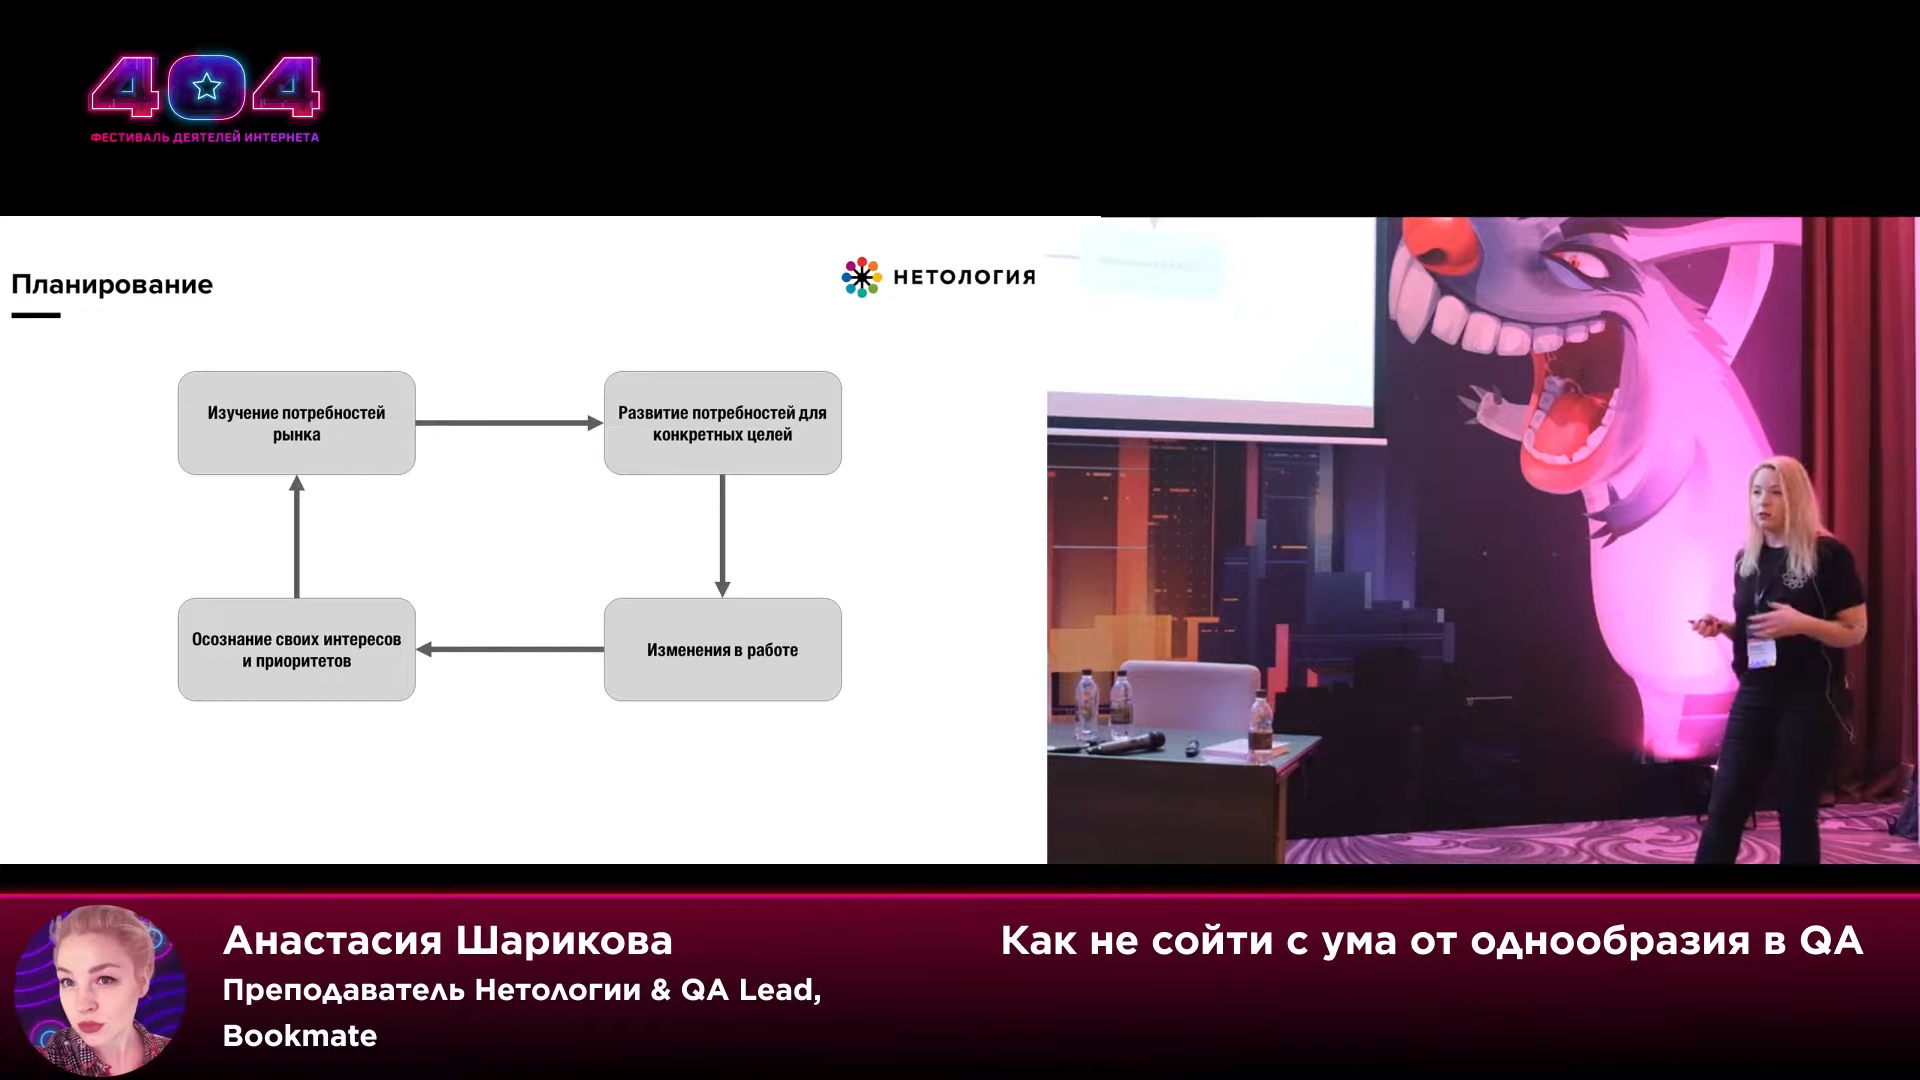 404
ФЕСТИВАЛЬ ДЕЯТЕЛЕЙ ИНТЕРНЕТА
Планирование
НЕТОЛОГИЯ
Изучение потребностей
рынка
Развитие потребностей для
конкретных целей
Осознание своих интересов
и приоритетов
Изменения в работе
Анастасия Шарикова
Преподаватель Нетологии & QA Lead,
Bookmate
Как не сойти с ума от однообразия в QA